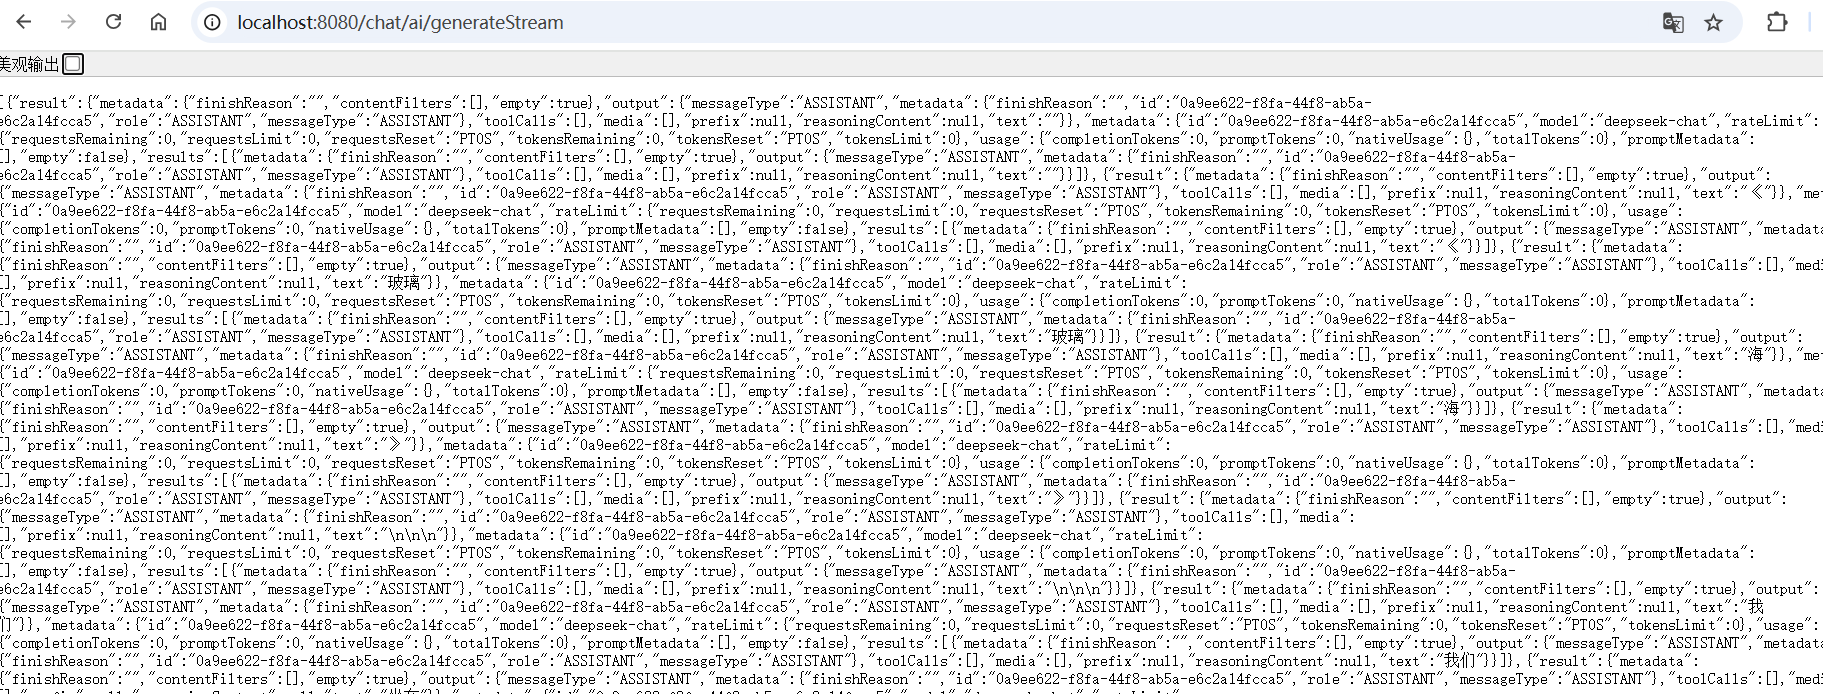 localhost:8080/chat/ai/generateStream
美观输出
[{"result":{"metadata":{"finishReason":"","contentFilters":[],"empty":true},"output":{"messageType":"ASSISTANT","metadata":{"finishReason":"","id":"0a9ee622-f8fa-44f8-ab5a-
e6c2a14fcca5","role":"ASSISTANT","messageType":"ASSISTANT"},"toolCalls":[],"media":[],"prefix":null,"reasoningContent":null,"text":""}},"metadata":{"id":"0a9ee622-f8fa-44f8-ab5a-e6c2a14fcca5","model":"deepseek-chat","rateLimit":
{"requestsRemaining":0,"requestsLimit":0,"requestsReset":"PT0S","tokensRemaining":0,"tokensReset":"PT0S","tokensLimit":0},"usage":{"completionTokens":0,"promptTokens":0,"nativeUsage":{},"totalTokens":0},"promptMetadata":
[],"empty":false},"results":[{"metadata":{"finishReason":"","contentFilters":[],"empty":true},"output":{"messageType":"ASSISTANT","metadata":{"finishReason":"","id":"0a9ee622-f8fa-44f8-ab5a-
e6c2a14fcca5","role":"ASSISTANT","messageType":"ASSISTANT"},"toolCalls":[],"media":[],"prefix":null,"reasoningContent":null,"text":""}}]},{"result":{"metadata":{"finishReason":"","contentFilters":[],"empty":true},"output":
{"messageType":"ASSISTANT","metadata":{"finishReason":"","id":"0a9ee622-f8fa-44f8-ab5a-e6c2a14fcca5","role":"ASSISTANT","messageType":"ASSISTANT"},"toolCalls":[],"media":[],"prefix":null,"reasoningContent":null,"text":"《"}},"met
{"id":"0a9ee622-f8fa-44f8-ab5a-e6c2a14fcca5","model":"deepseek-chat","rateLimit":{"requestsRemaining":0,"requestsLimit":0,"requestsReset":"PT0S","tokensRemaining":0,"tokensReset":"PT0S","tokensLimit":0},"usage":
{"completionTokens":0,"promptTokens":0,"nativeUsage":{},"totalTokens":0},"promptMetadata":[],"empty":false},"results":[{"metadata":{"finishReason":"","contentFilters":[],"empty":true},"output":{"messageType":"ASSISTANT","metadata
{"finishReason":"","id":"0a9ee622-f8fa-44f8-ab5a-e6c2a14fcca5","role":"ASSISTANT","messageType":"ASSISTANT"},"toolCalls":[],"media":[],"prefix":null,"reasoningContent":null,"text":"《"}}]},{"result":{"metadata":
{"finishReason":"","contentFilters":[],"empty":true},"output":{"messageType":"ASSISTANT","metadata":{"finishReason":"","id":"0a9ee622-f8fa-44f8-ab5a-e6c2a14fcca5","role":"ASSISTANT","messageType":"ASSISTANT"},"toolCalls":[],"medi
[],"prefix":null,"reasoningContent":null,"text":"玻璃"}},"metadata":{"id":"0a9ee622-f8fa-44f8-ab5a-e6c2a14fcca5","model":"deepseek-chat","rateLimit":
{"requestsRemaining":0,"requestsLimit":0,"requestsReset":"PT0S","tokensRemaining":0,"tokensReset":"PT0S","tokensLimit":0},"usage":{"completionTokens":0,"promptTokens":0,"nativeUsage":{},"totalTokens":0},"promptMetadata":
[],"empty":false},"results":[{"metadata":{"finishReason":"","contentFilters":[],"empty":true},"output":{"messageType":"ASSISTANT","metadata":{"finishReason":"","id":"0a9ee622-f8fa-44f8-ab5a-
e6c2a14fcca5","role":"ASSISTANT","messageType":"ASSISTANT"},"toolCalls":[],"media":[],"prefix":null,"reasoningContent":null,"text":"玻璃"}}]},{"result":{"metadata":{"finishReason":"","contentFilters":[],"empty":true},"output":
{"messageType":"ASSISTANT","metadata":{"finishReason":"","id":"0a9ee622-f8fa-44f8-ab5a-e6c2a14fcca5","role":"ASSISTANT","messageType":"ASSISTANT"},"toolCalls":[],"media":[],"prefix":null,"reasoningContent":null,"text":"海"}},"met
{"id":"0a9ee622-f8fa-44f8-ab5a-e6c2a14fcca5","model":"deepseek-chat","rateLimit":{"requestsRemaining":0,"requestsLimit":0,"requestsReset":"PT0S","tokensRemaining":0,"tokensReset":"PT0S","tokensLimit":0},"usage":
{"completionTokens":0,"promptTokens":0,"nativeUsage":{},"totalTokens":0},"promptMetadata":[],"empty":false},"results":[{"metadata":{"finishReason":"","contentFilters":[],"empty":true},"output":{"messageType":"ASSISTANT","metadata
{"finishReason":"","id":"0a9ee622-f8fa-44f8-ab5a-e6c2a14fcca5","role":"ASSISTANT","messageType":"ASSISTANT"},"toolCalls":[],"media":[],"prefix":null,"reasoningContent":null,"text":"海"}}]},{"result":{"metadata":
{"finishReason":"","contentFilters":[],"empty":true},"output":{"messageType":"ASSISTANT","metadata":{"finishReason":"","id":"0a9ee622-f8fa-44f8-ab5a-e6c2a14fcca5","role":"ASSISTANT","messageType":"ASSISTANT"},"toolCalls":[],"medi
[],"prefix":null,"reasoningContent":null,"text":"》"}},"metadata":{"id":"0a9ee622-f8fa-44f8-ab5a-e6c2a14fcca5","model":"deepseek-chat","rateLimit":
{"requestsRemaining":0,"requestsLimit":0,"requestsReset":"PT0S","tokensRemaining":0,"tokensReset":"PT0S","tokensLimit":0},"usage":{"completionTokens":0,"promptTokens":0,"nativeUsage":{},"totalTokens":0},"promptMetadata":
[],"empty":false},"results":[{"metadata":{"finishReason":"","contentFilters":[],"empty":true},"output":{"messageType":"ASSISTANT","metadata":{"finishReason":"","id":"0a9ee622-f8fa-44f8-ab5a-
e6c2a14fcca5","role":"ASSISTANT","messageType":"ASSISTANT"},"toolCalls":[],"media":[],"prefix":null,"reasoningContent":null,"text":"》"}}]},{"result":{"metadata":{"finishReason":"","contentFilters":[],"empty":true},"output":
{"messageType":"ASSISTANT","metadata":{"finishReason":"","id":"0a9ee622-f8fa-44f8-ab5a-e6c2a14fcca5","role":"ASSISTANT","messageType":"ASSISTANT"},"toolCalls":[],"media":
[],"prefix":null,"reasoningContent":null,"text":"\n\n\n"}},"metadata":{"id":"0a9ee622-f8fa-44f8-ab5a-e6c2a14fcca5","model":"deepseek-chat","rateLimit":
{"requestsRemaining":0,"requestsLimit":0,"requestsReset":"PT0S","tokensRemaining":0,"tokensReset":"PT0S","tokensLimit":0},"usage":{"completionTokens":0,"promptTokens":0,"nativeUsage":{},"totalTokens":0},"promptMetadata":
[],"empty":false},"results":[{"metadata":{"finishReason":"","contentFilters":[],"empty":true},"output":{"messageType":"ASSISTANT","metadata":{"finishReason":"","id":"0a9ee622-f8fa-44f8-ab5a-
e6c2a14fcca5","role":"ASSISTANT","messageType":"ASSISTANT"},"toolCalls":[],"media":[],"prefix":null,"reasoningContent":null,"text":"\n\n\n"}}]},{"result":{"metadata":{"finishReason":"","contentFilters":[],"empty":true},"output":
{"messageType":"ASSISTANT","metadata":{"finishReason":"","id":"0a9ee622-f8fa-44f8-ab5a-e6c2a14fcca5","role":"ASSISTANT","messageType":"ASSISTANT"},"toolCalls":[],"media":[],"prefix":null,"reasoningContent":null,"text":"我
们"}},"metadata":{"id":"0a9ee622-f8fa-44f8-ab5a-e6c2a14fcca5","model":"deepseek-chat","rateLimit":{"requestsRemaining":0,"requestsLimit":0,"requestsReset":"PT0S","tokensRemaining":0,"tokensReset":"PT0S","tokensLimit":0},"usage":
{"completionTokens":0,"promptTokens":0,"nativeUsage":{},"totalTokens":0},"promptMetadata":[],"empty":false},"results":[{"metadata":{"finishReason":"","contentFilters":[],"empty":true},"output":{"messageType":"ASSISTANT","metadata
{"finishReason":"","id":"0a9ee622-f8fa-44f8-ab5a-e6c2a14fcca5","role":"ASSISTANT","messageType":"ASSISTANT"},"toolCalls":[],"media":[],"prefix":null,"reasoningContent":null,"text":"我们"}}]},{"result":{"metadata":
{"finishReason":"","contentFilters":[],"empty":true},"output":{"messageType":"ASSISTANT","metadata":{"finishReason":"","id":"0a9ee622-f8fa-44f8-ab5a-e6c2a14fcca5","role":"ASSISTANT","messageType":"ASSISTANT"},"toolCalls":[],"medi